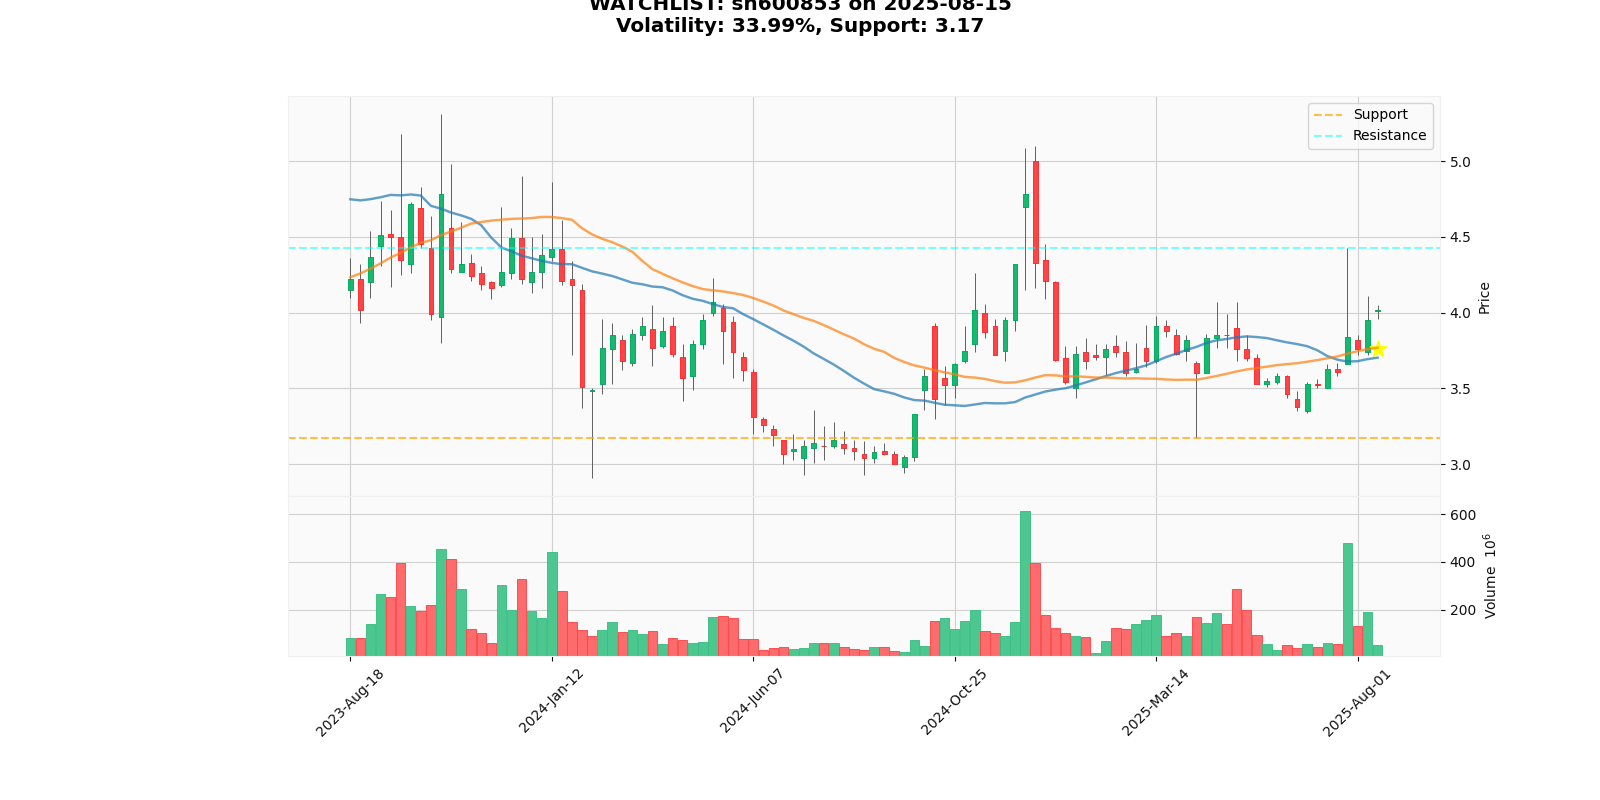 WATCHLIST: sh600853 on 2025-08-15
Volatility: 33.99%, Support: 3.17
Support
Resistance
5.0
4.5
4.0
3.5
3.0
Price
600
400
200
Volume 10⁶
2023-Aug-18
2024-Jan-12
2024-Jun-07
2024-Oct-25
2025-Mar-14
2025-Aug-01